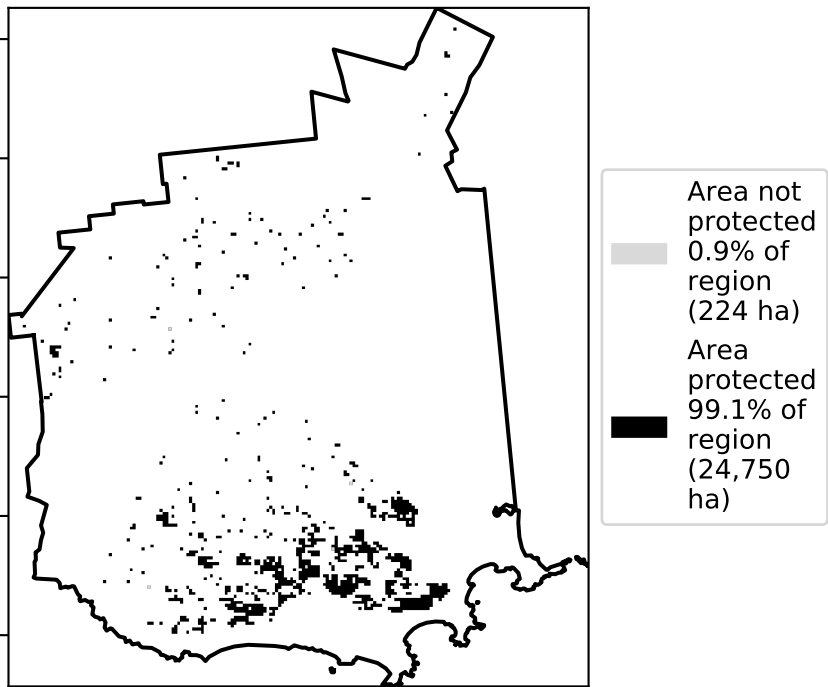 Area not
protected
0.9% of
region
(224 ha)
Area
protected
99.1% of
region
(24,750
ha)